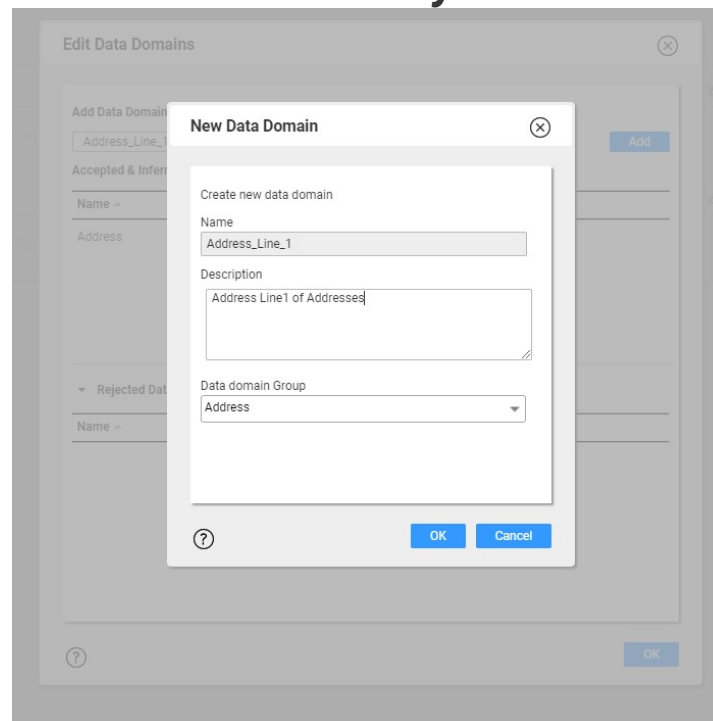 Edit Data Domains
Add Data Domain
Address_Line_1
Add
Accepted & Infer
Name
Address
Rejected Dat
Name
OK
New Data Domain
Create new data domain
Name
Address_Line_1
Description
Address Line1 of Addresses
Data domain Group
Address
?
OK
Cancel
?